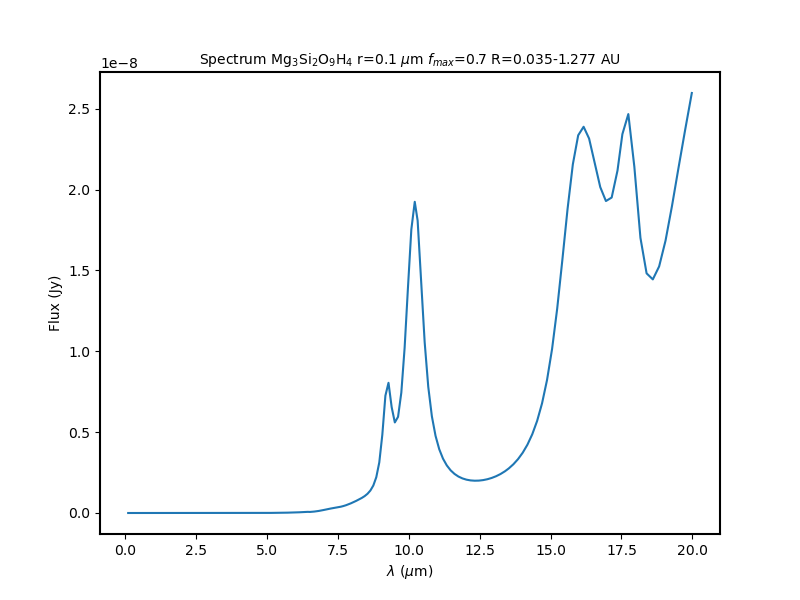 Spectrum Mg₃Si₂O₉H₄ r=0.1 μm f_max=0.7 R=0.035-1.277 AU
1e−8
2.5
2.0
1.5
1.0
0.5
0.0
Flux (Jy)
0.0 2.5 5.0 7.5 10.0 12.5 15.0 17.5 20.0
λ (μm)